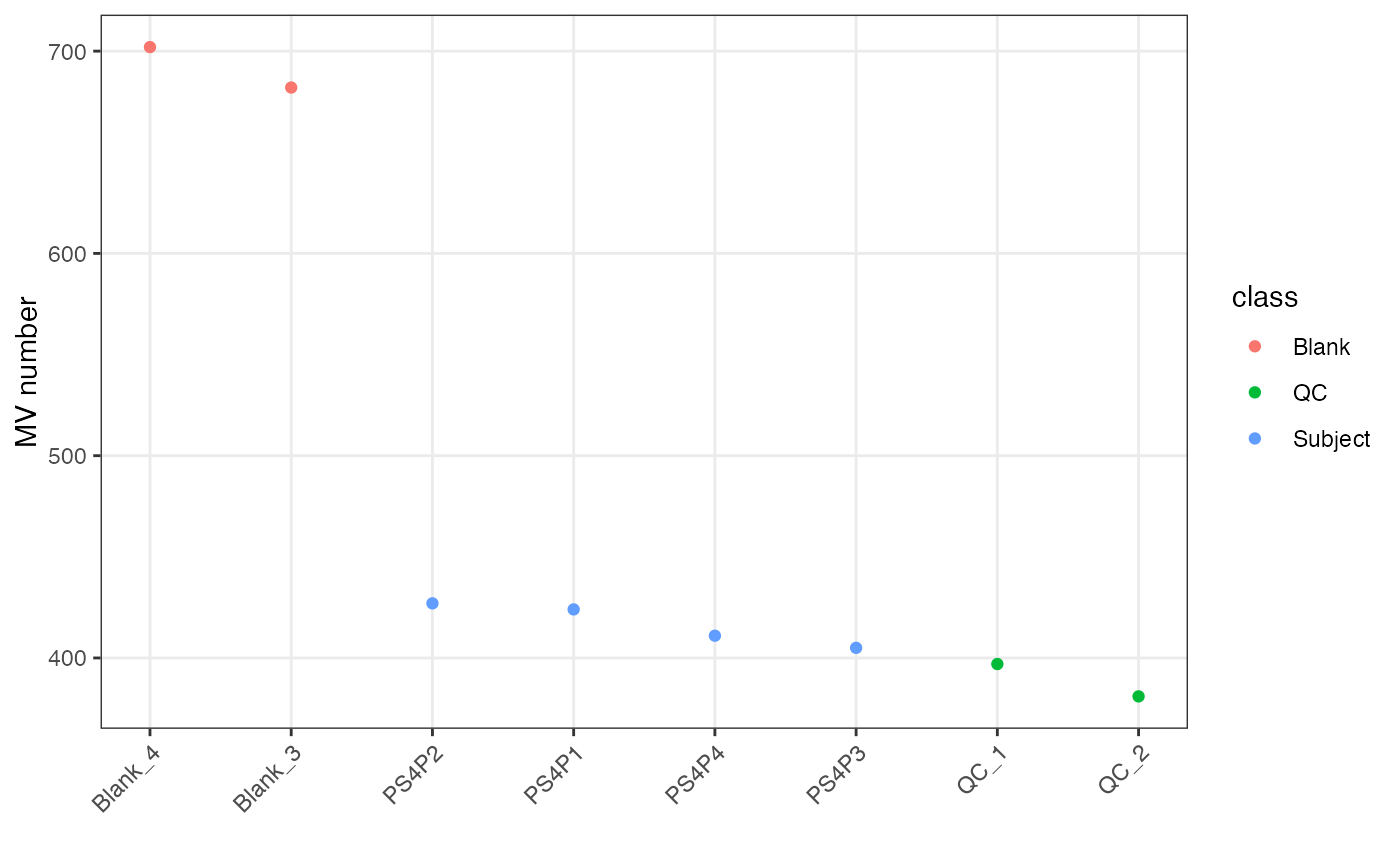 700
600
500
400
MV number
Blank_4
Blank_3
PS4P2
PS4P1
PS4P4
PS4P3
QC_1
QC_2
class
Blank
QC
Subject